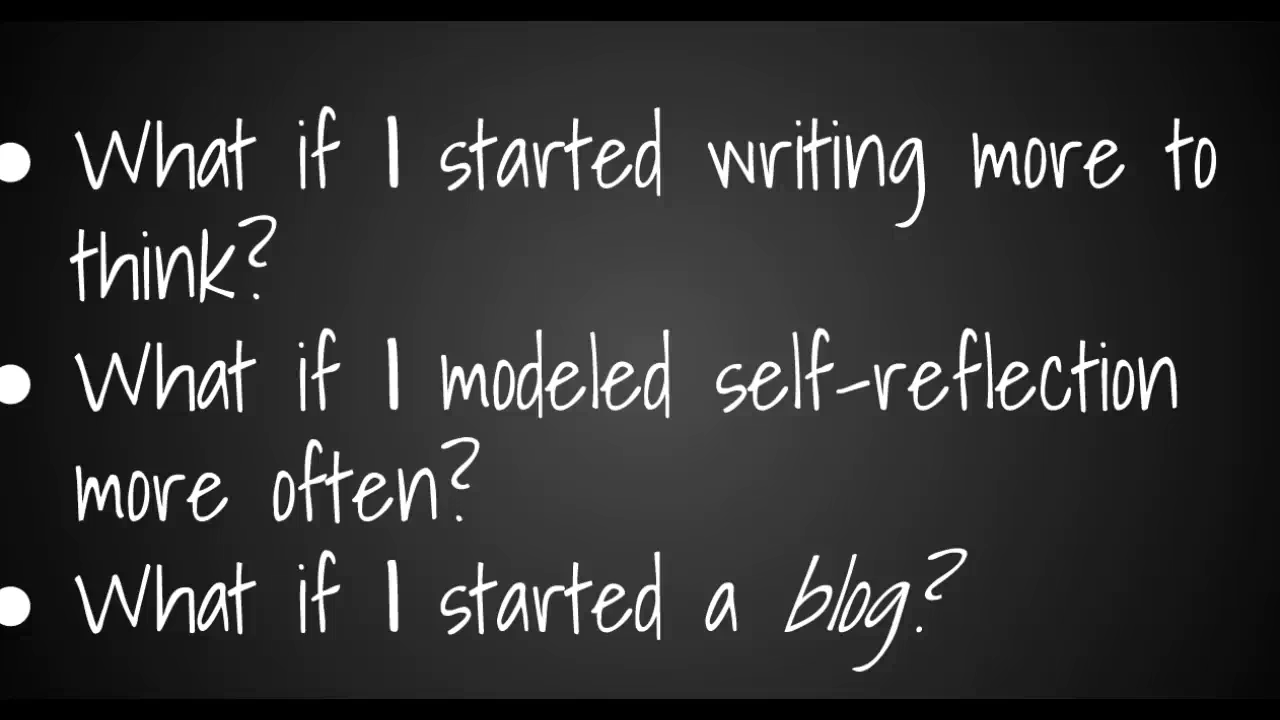 • What if I started writing more to
think?
• What if I modeled self-reflection
more often?
• What if I started a blog?